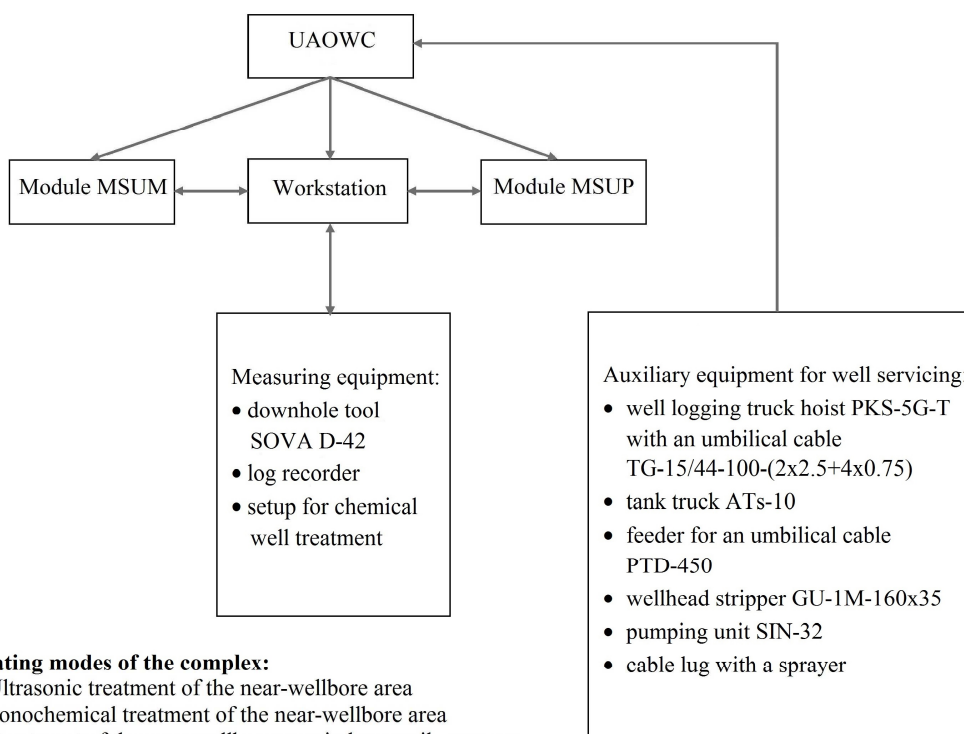 UAOWC
Module MSUM
Workstation
Module MSUP
Measuring equipment:
• downhole tool
SOVA D-42
• log recorder
• setup for chemical
well treatment
Auxiliary equipment for well servicing:
• well logging truck hoist PKS-5G-T
with an umbilical cable
TG-15/44-100-(2x2.5+4x0.75)
• tank truck ATs-10
• feeder for an umbilical cable
PTD-450
• wellhead stripper GU-1M-160x35
• pumping unit SIN-32
• cable lug with a sprayer
ating modes of the complex:
Ultrasonic treatment of the near-wellbore area
onochemical treatment of the near-wellbore area